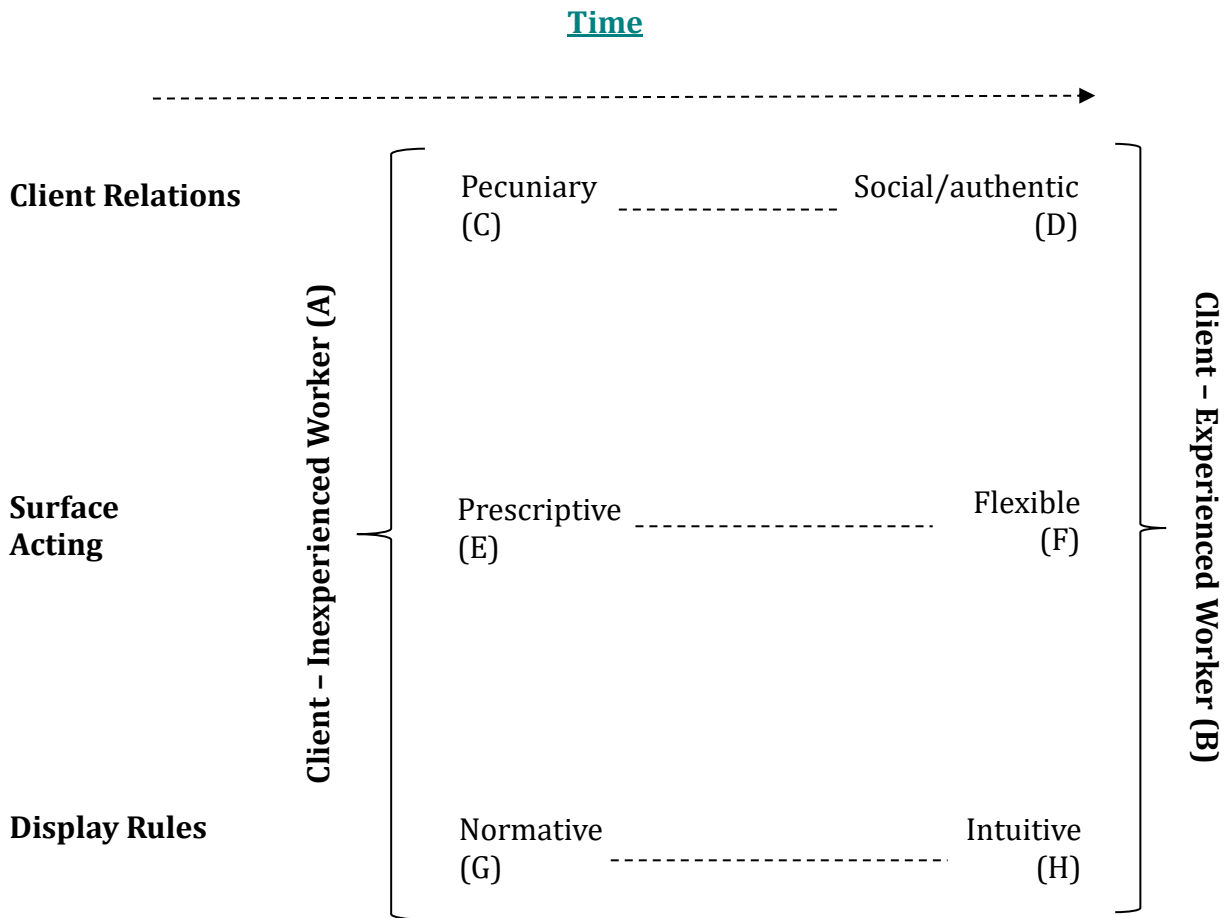 Time
Client Relations
Pecuniary
(C)
Social/authentic
(D)
Client – Inexperienced Worker (A)
Client – Experienced Worker (B)
Surface
Acting
Prescriptive
(E)
Flexible
(F)
Display Rules
Normative
(G)
Intuitive
(H)